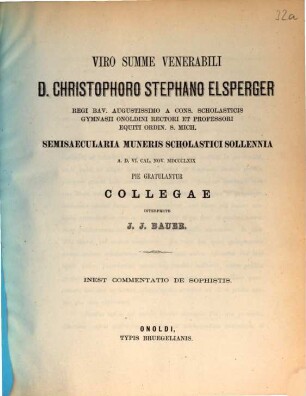 22a
VIRO SUMME VENERABILI
D. CHRISTOPHORO STEPHANO ELSPERGER
REGI BAV. AUGUSTISSIMO A CONS. SCHOLASTICIS
GYMNASII ONOLDINI RECTORI ET PROFESSORI
EQUITI ORDIN. S. MICH.
SEMISAECULARIA MUNERIS SCHOLASTICI SOLLENNIA
A. D. VI. CAL. NOV. MDCCCLXIX
PIE GRATULANTUR
COLLEGAE
INTERPRETE
J. J. BAUER.
INEST COMMENTATIO DE SOPHISTIS.
ONOLDI,
TYPIS BRUEGELIANIS.